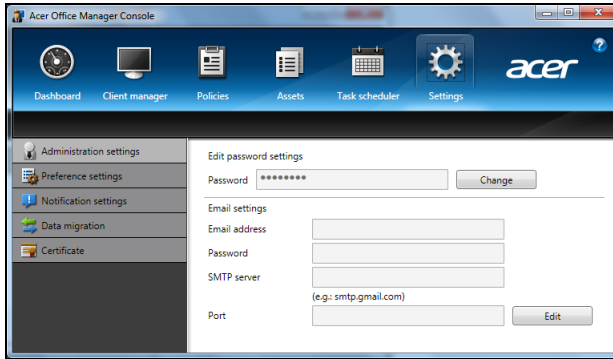 Acer Office Manager Console
Dashboard Client manager Policies Assets Task scheduler Settings acer ?
Administration settings
Preference settings
Notification settings
Data migration
Certificate
Edit password settings
Password ******** Change
Email settings
Email address
Password
SMTP server
(e.g.: smtp.gmail.com)
Port Edit